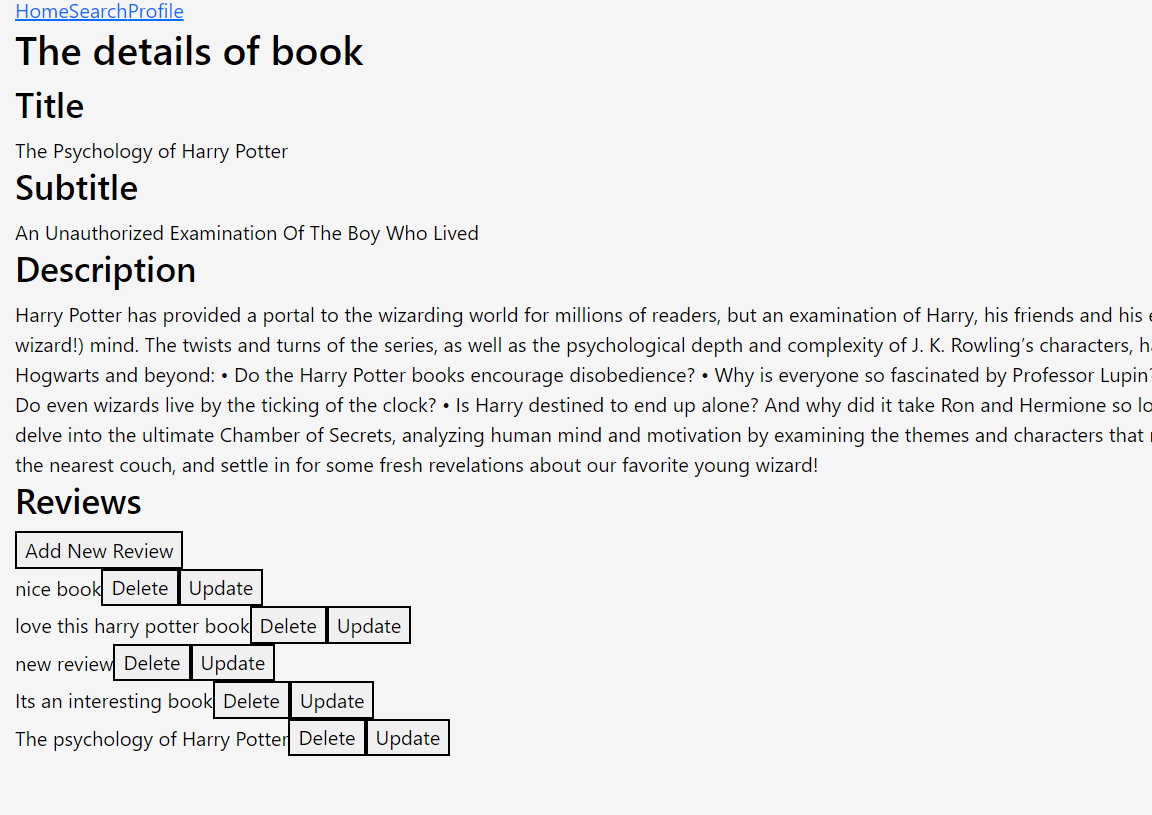 HomeSearchProfile
The details of book
Title
The Psychology of Harry Potter
Subtitle
An Unauthorized Examination Of The Boy Who Lived
Description
Harry Potter has provided a portal to the wizarding world for millions of readers, but an examination of Harry, his friends and his
wizard!) mind. The twists and turns of the series, as well as the psychological depth and complexity of J. K. Rowling’s characters,
Hogwarts and beyond: • Do the Harry Potter books encourage disobedience? • Why is everyone so fascinated by Professor Lupin?
Do even wizards live by the ticking of the clock? • Is Harry destined to end up alone? And why did it take Ron and Hermione so
delve into the ultimate Chamber of Secrets, analyzing human mind and motivation by examining the themes and characters that
the nearest couch, and settle in for some fresh revelations about our favorite young wizard!
Reviews
Add New Review
nice book Delete Update
love this harry potter book Delete Update
new review Delete Update
Its an interesting book Delete Update
The psychology of Harry Potter Delete Update